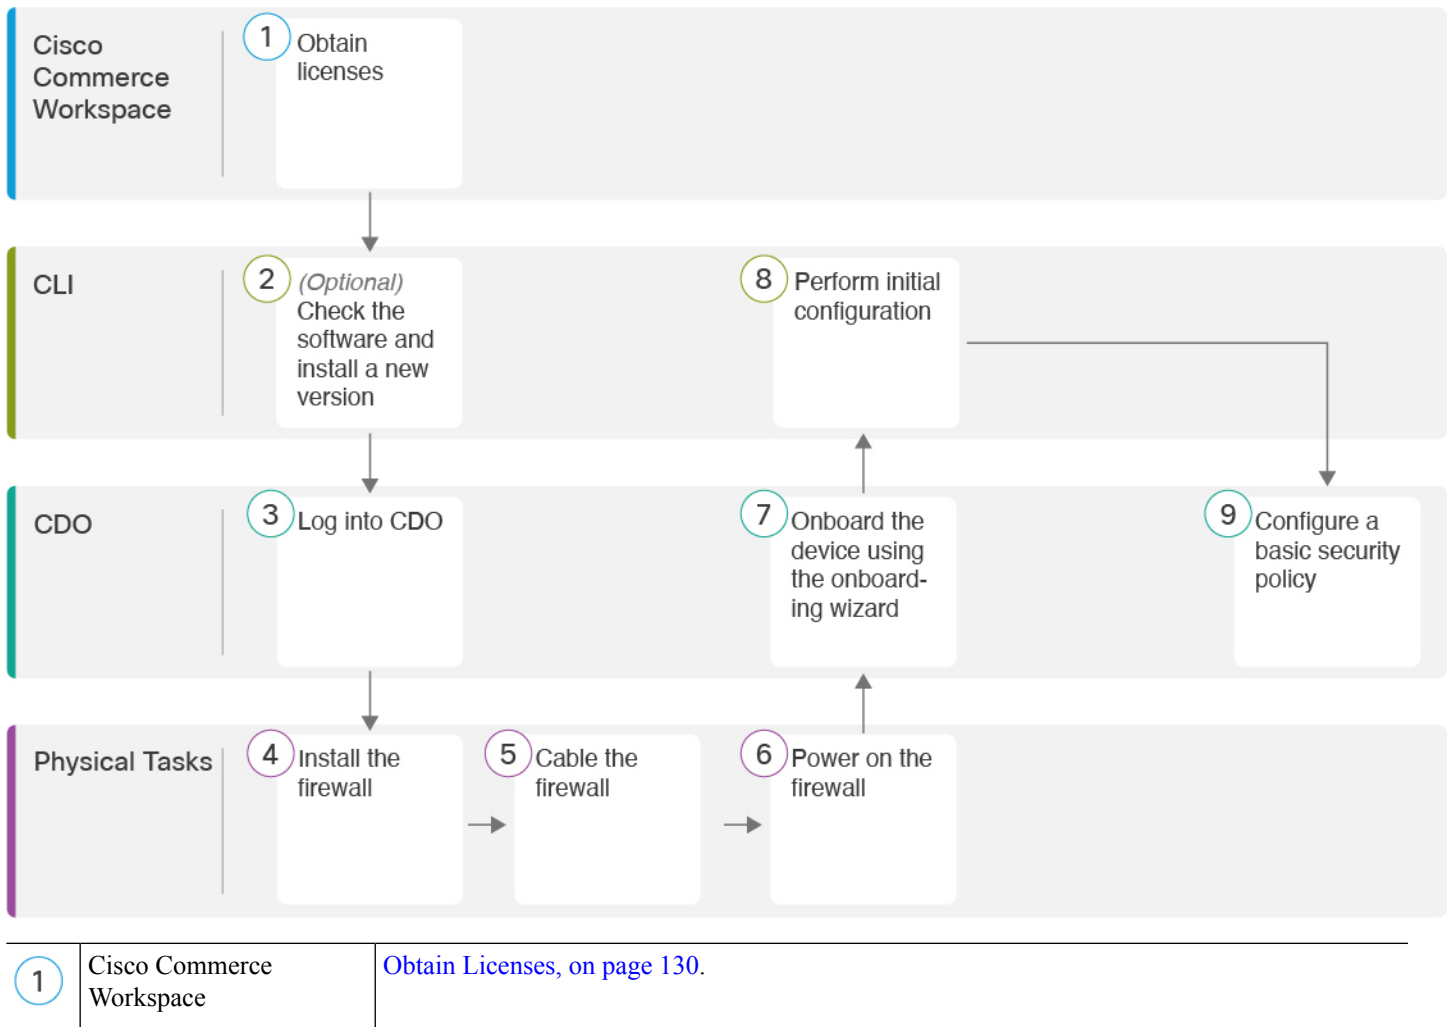 Cisco
Commerce
Workspace
1
Obtain
licenses
CLI
2
(Optional)
Check the
software and
install a new
version
8
Perform initial
configuration
CDO
3
Log into CDO
7
Onboard the
device using
the onboard-
ing wizard
9
Configure a
basic security
policy
Physical Tasks
4
Install the
firewall
5
Cable the
firewall
6
Power on the
firewall
1
Cisco Commerce
Workspace
Obtain Licenses, on page 130.